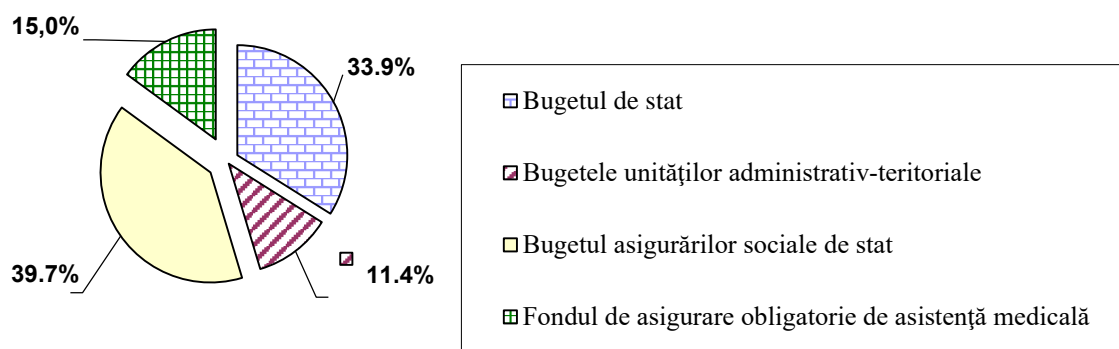 15,0%
33.9%
39.7%
11.4%
Bugetul de stat
Bugetele unităţilor administrativ-teritoriale
Bugetul asigurărilor sociale de stat
Fondul de asigurare obligatorie de asistenţă medicală